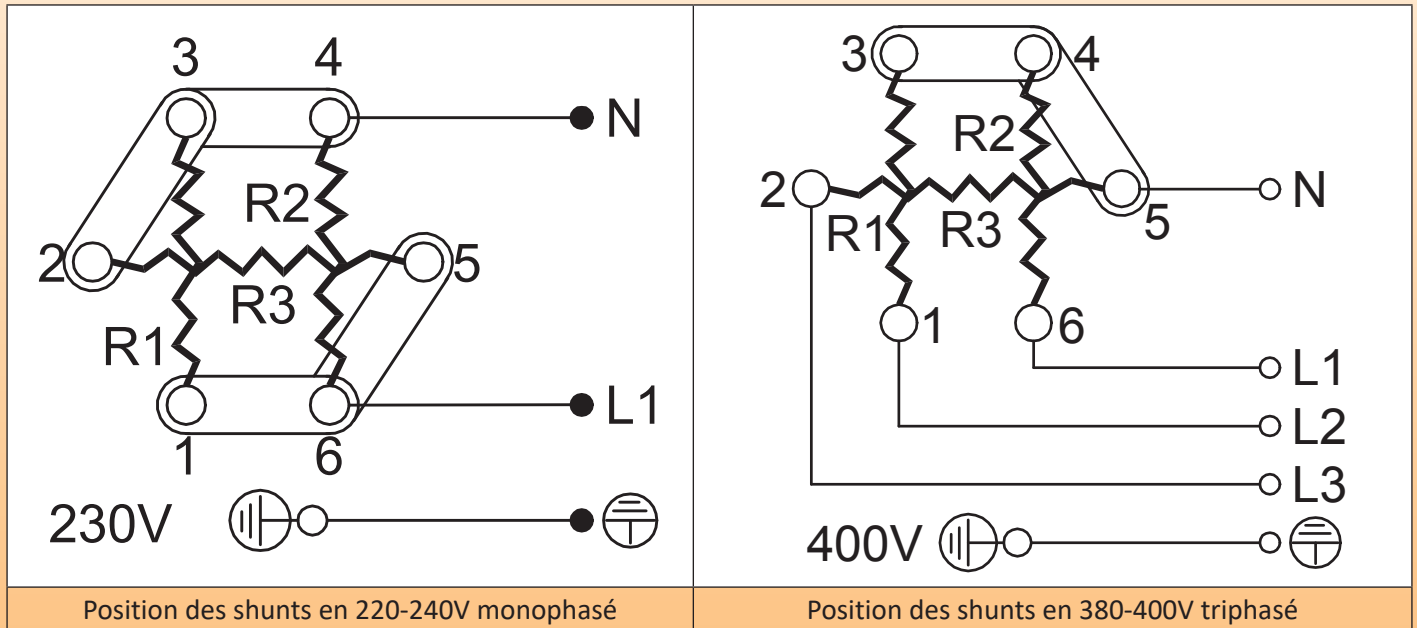 3 4
N
R2
2 5
R3
R1
L1
1 6
230V
Position des shunts en 220-240V monophasé
3 4
R2
2 N
R1 R3 5
1 6
L1
L2
L3
400V
Position des shunts en 380-400V triphasé